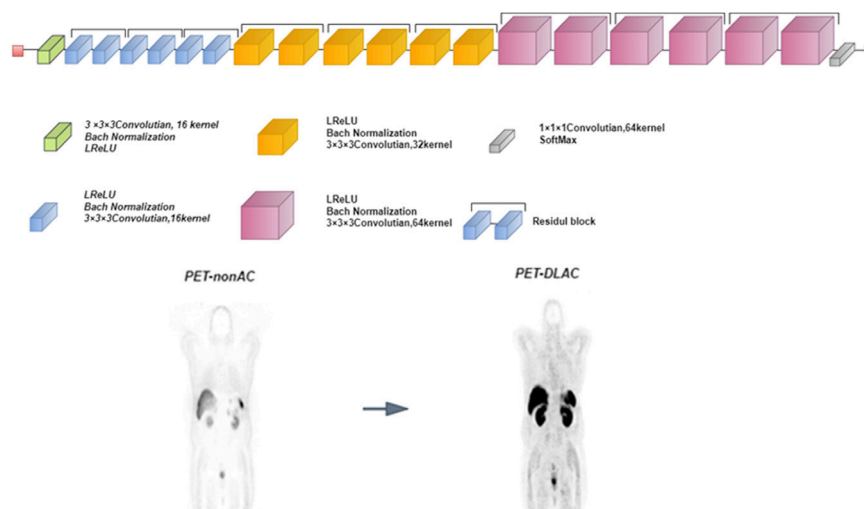 3 ×3×3Convolutian, 16 kernel
Bach Normalization
LReLU
LReLU
Bach Normalization
3×3×3Convolutian,32kernel
1×1×1Convolutian,64kernel
SoftMax
LReLU
Bach Normalization
3×3×3Convolutian,16kernel
LReLU
Bach Normalization
3×3×3Convolutian,64kernel
Residul block
PET-nonAC
PET-DLAC